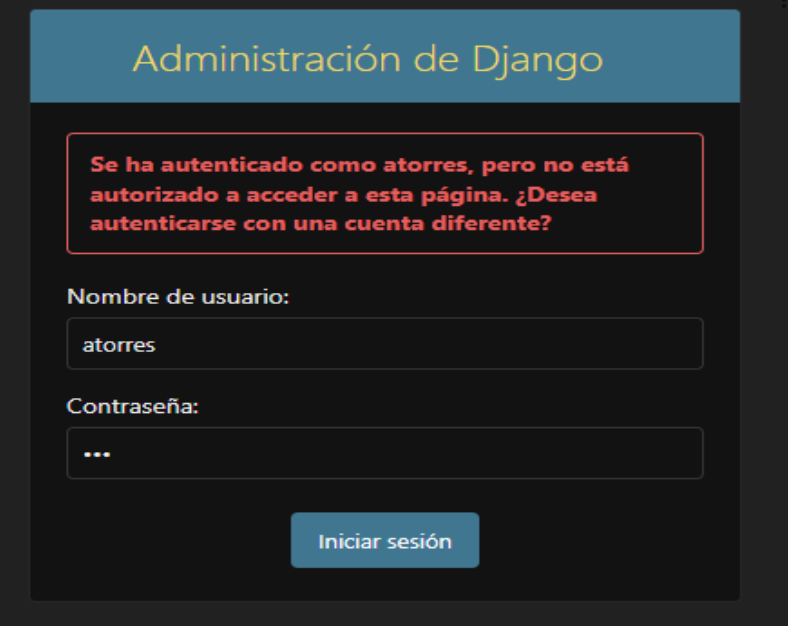 Administración de Django
Se ha autenticado como atorres, pero no está
autorizado a acceder a esta página. ¿Desea
autenticarse con una cuenta diferente?
Nombre de usuario:
atorres
Contraseña:
•••
Iniciar sesión